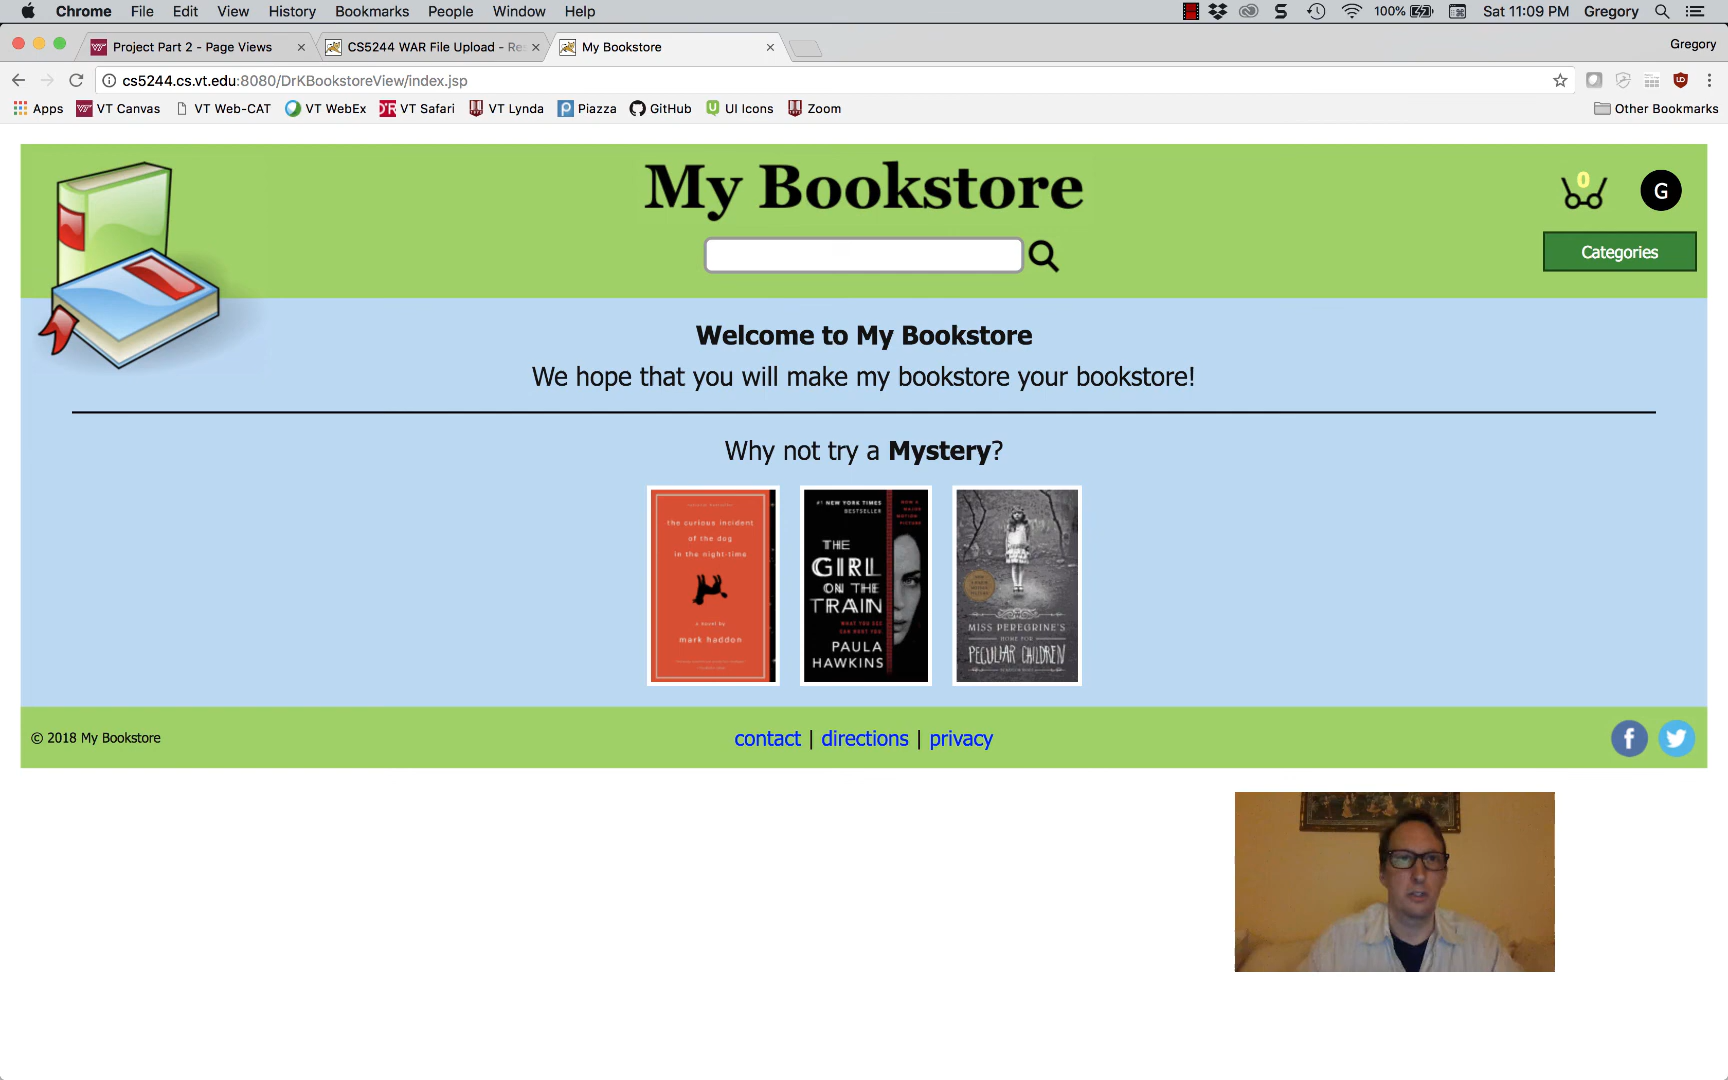 Chrome File Edit View History Bookmarks People Window Help 100% Sat 11:09 PM Gregory
Project Part 2 - Page Views CS5244 WAR File Upload - Res My Bookstore Gregory
cs5244.cs.vt.edu:8080/DrKBookstoreView/index.jsp
Apps VT Canvas VT Web-CAT VT WebEx VT Safari VT Lynda Piazza GitHub UI Icons Zoom Other Bookmarks
My Bookstore
0 G
Categories
Welcome to My Bookstore
We hope that you will make my bookstore your bookstore!
Why not try a Mystery?
the curious incident
of the dog
in the night-time
a novel by
mark haddon
#1 NEW YORK TIMES
BESTSELLER
NOW A
MAJOR
MOTION
PICTURE
THE
GIRL
ON THE
TRAIN
WHAT YOU SEE
CAN HURT YOU
PAULA
HAWKINS
MISS PEREGRINE'S
HOME FOR
PECULIAR CHILDREN
© 2018 My Bookstore contact | directions | privacy